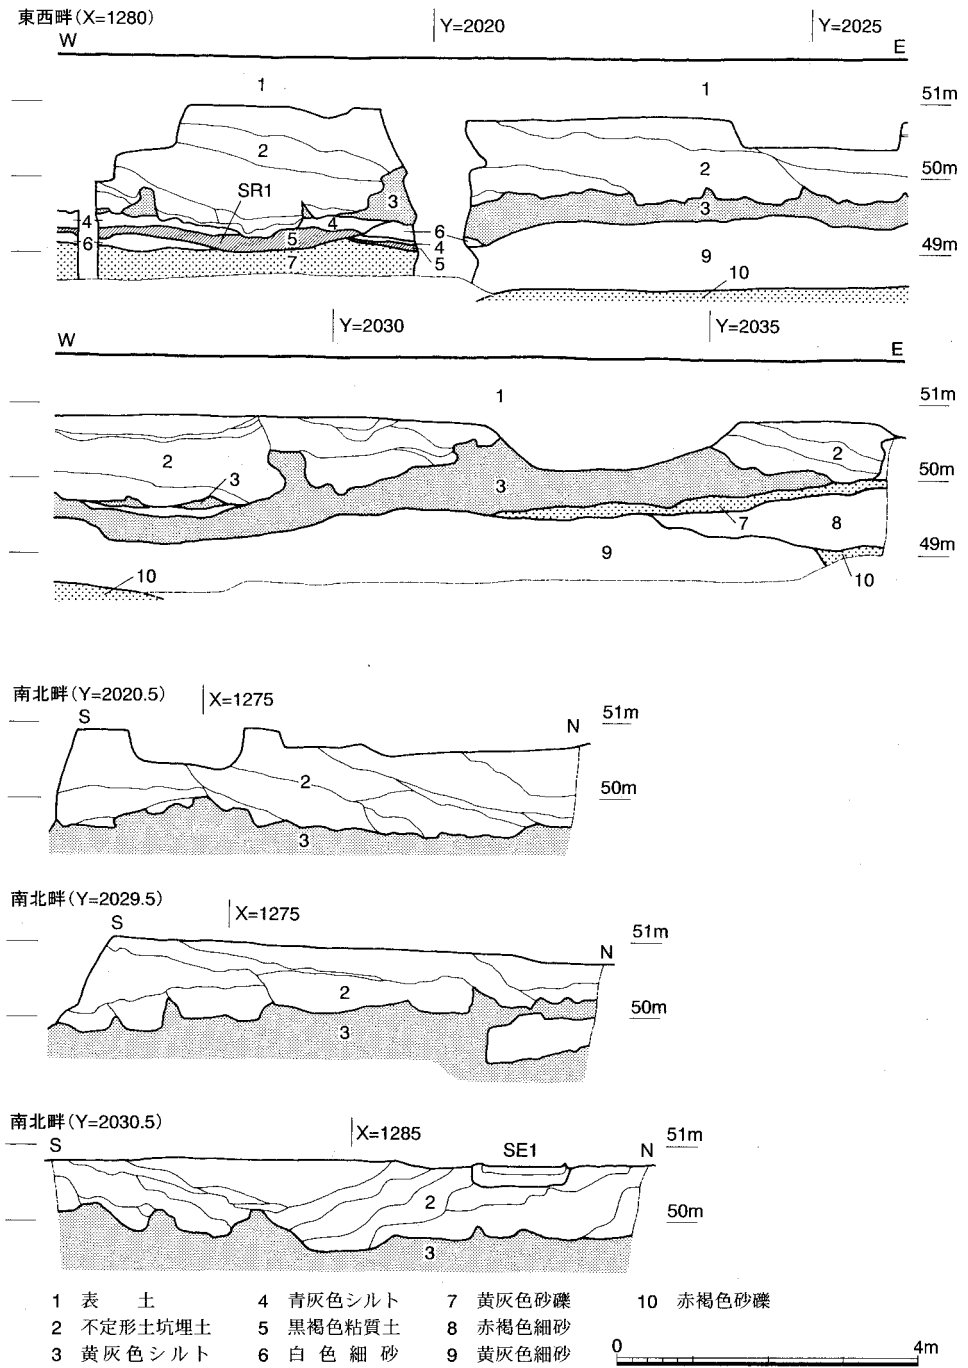 東西畔(X=1280)
Y=2020
Y=2025
W
E
1
1
51m
2
2
50m
SR1
3
3
4
4
6
5
6
4
49m
7
5
9
10
W
Y=2030
Y=2035
E
1
51m
2
2
3
3
50m
7
8
9
49m
10
10
南北畔(Y=2020.5)
X=1275
S
N
51m
2
50m
3
南北畔(Y=2029.5)
X=1275
S
N
51m
2
50m
3
南北畔(Y=2030.5)
X=1285
S
SE1
N
51m
2
50m
3
1 表土 4 青灰色シルト 7 黄灰色砂礫 10 赤褐色砂礫
2 不定形土坑埋土 5 黒褐色粘質土 8 赤褐色細砂
3 黄灰色シルト 6 白色細砂 9 黄灰色細砂
0 4m